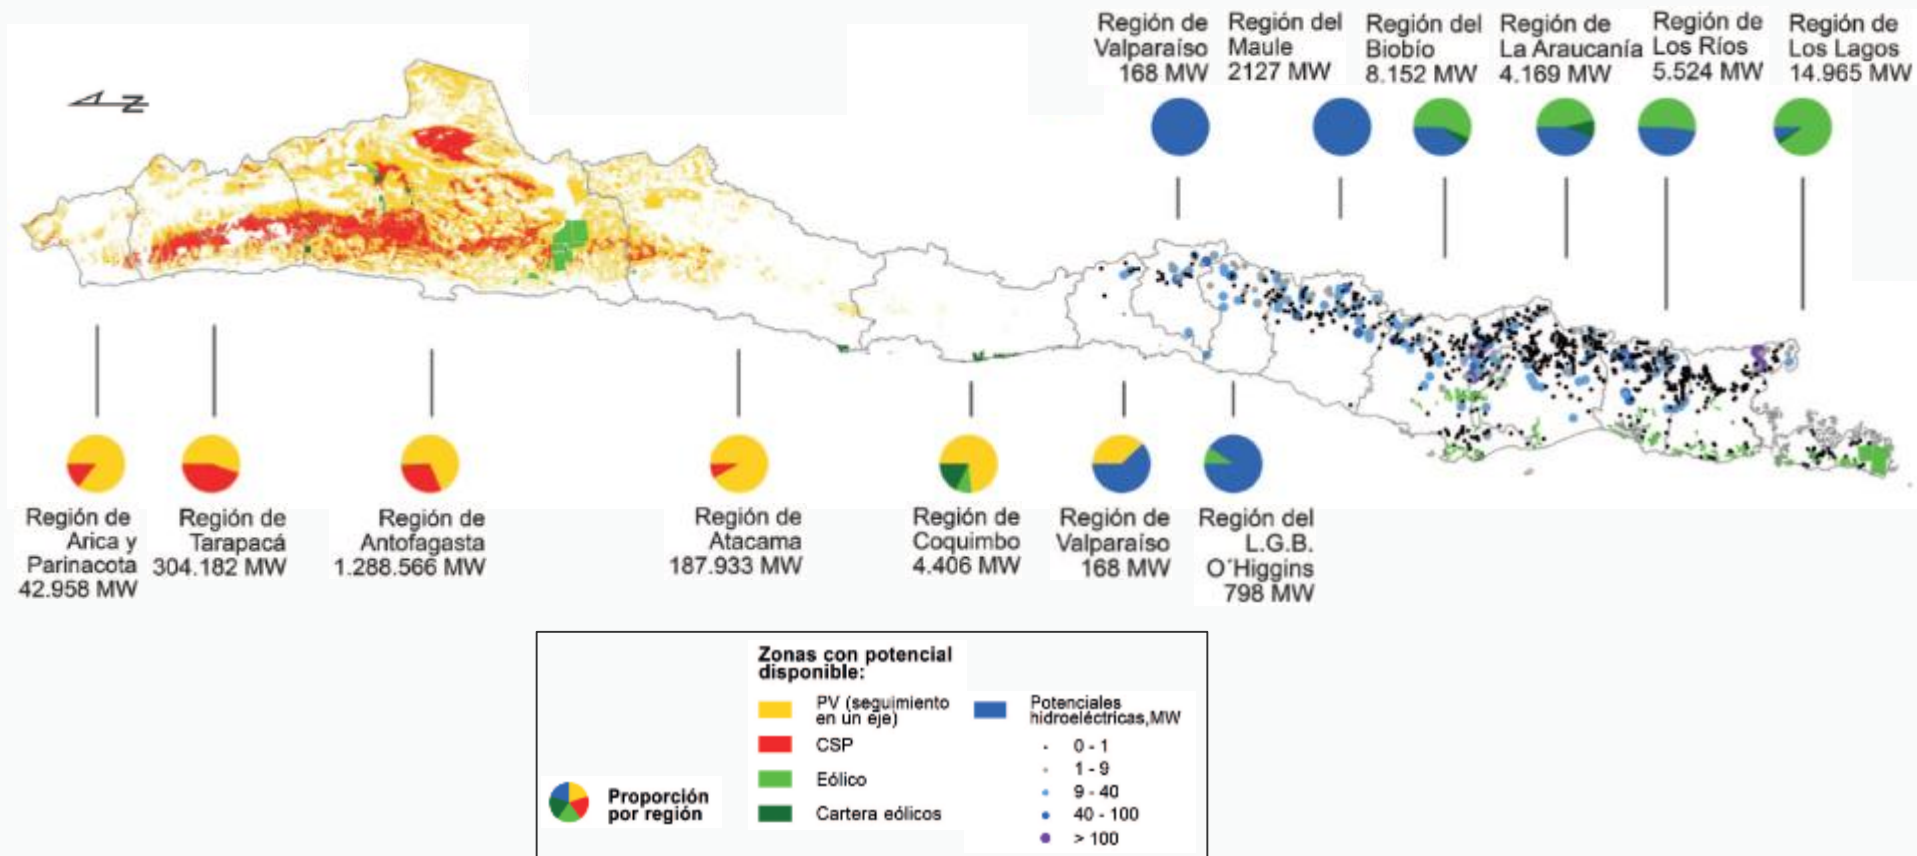 Región de
Valparaíso
168 MW
Región del
Maule
2127 MW
Región del
Biobío
8.152 MW
Región de
La Araucanía
4.169 MW
Región de
Los Ríos
5.524 MW
Región de
Los Lagos
14.965 MW
N
Región de
Arica y
Parinacota
42.958 MW
Región de
Tarapacá
304.182 MW
Región de
Antofagasta
1.288.566 MW
Región de
Atacama
187.933 MW
Región de
Coquimbo
4.406 MW
Región de
Valparaíso
168 MW
Región del
L.G.B.
O´Higgins
798 MW
Proporción
por región
Zonas con potencial
disponible:
PV (seguimiento
en un eje)
CSP
Eólico
Cartera eólicos
Potenciales
hidroeléctricas,MW
0 - 1
1 - 9
9 - 40
40 - 100
> 100